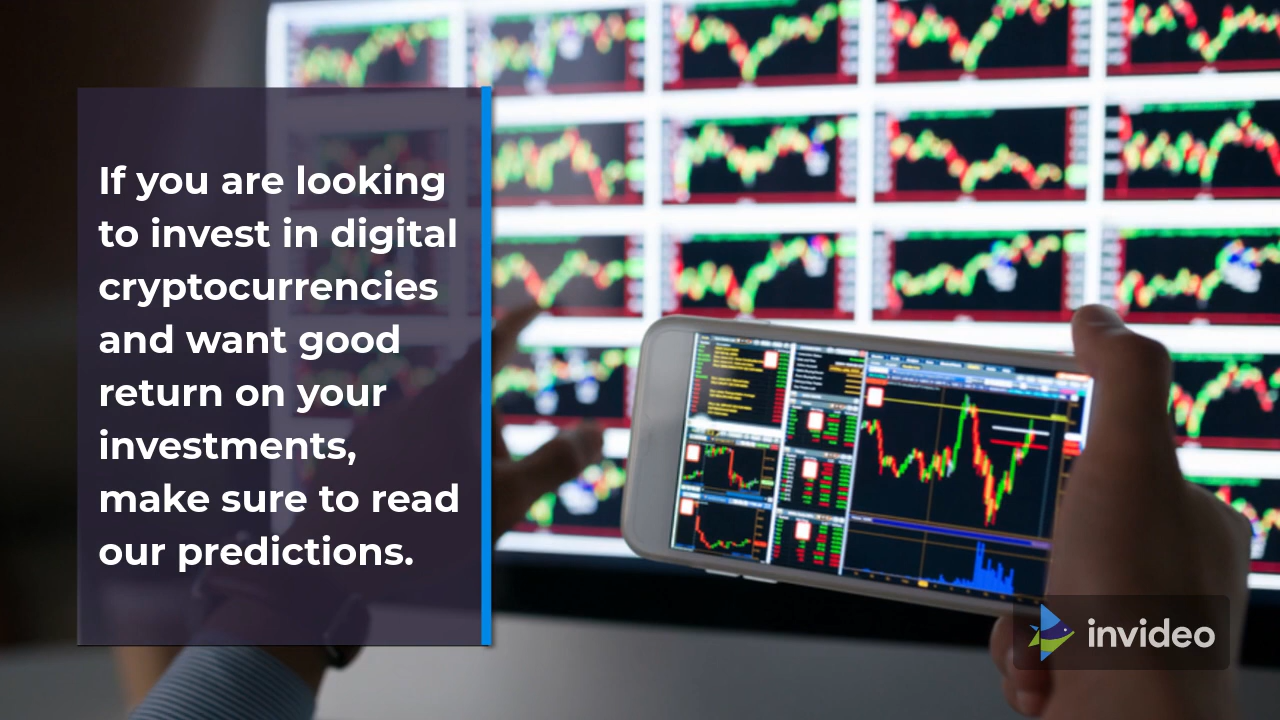 If you are looking
to invest in digital
cryptocurrencies
and want good
return on your
investments,
make sure to read
our predictions.
invideo